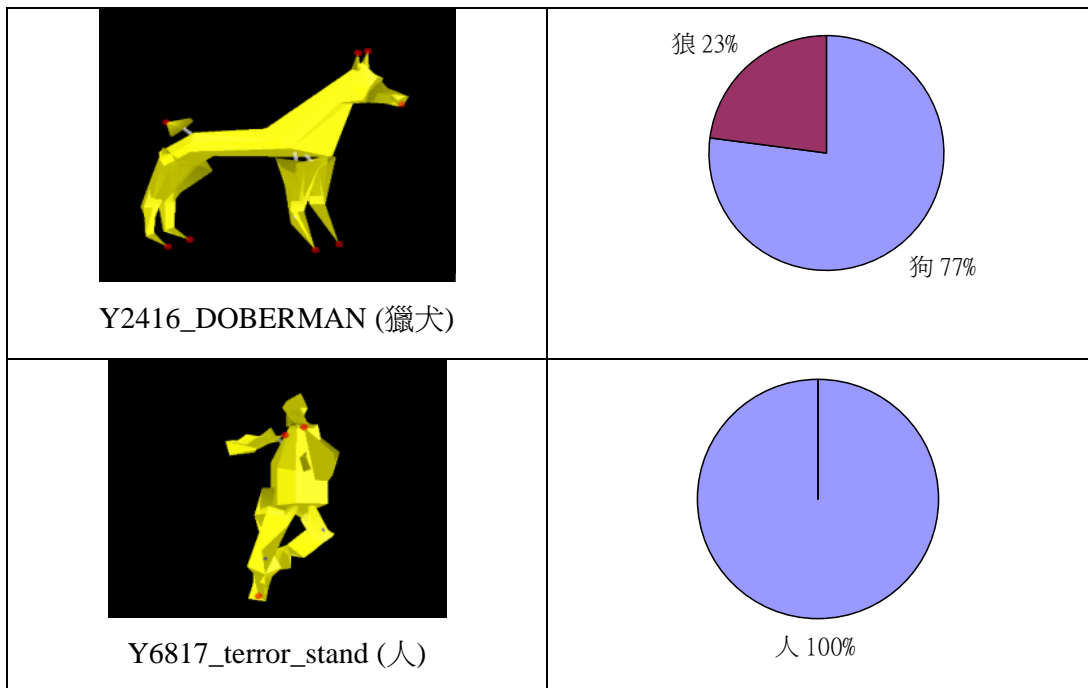 狼 23%
狗 77%
Y2416_DOBERMAN (獵犬)
人 100%
Y6817_terror_stand (人)